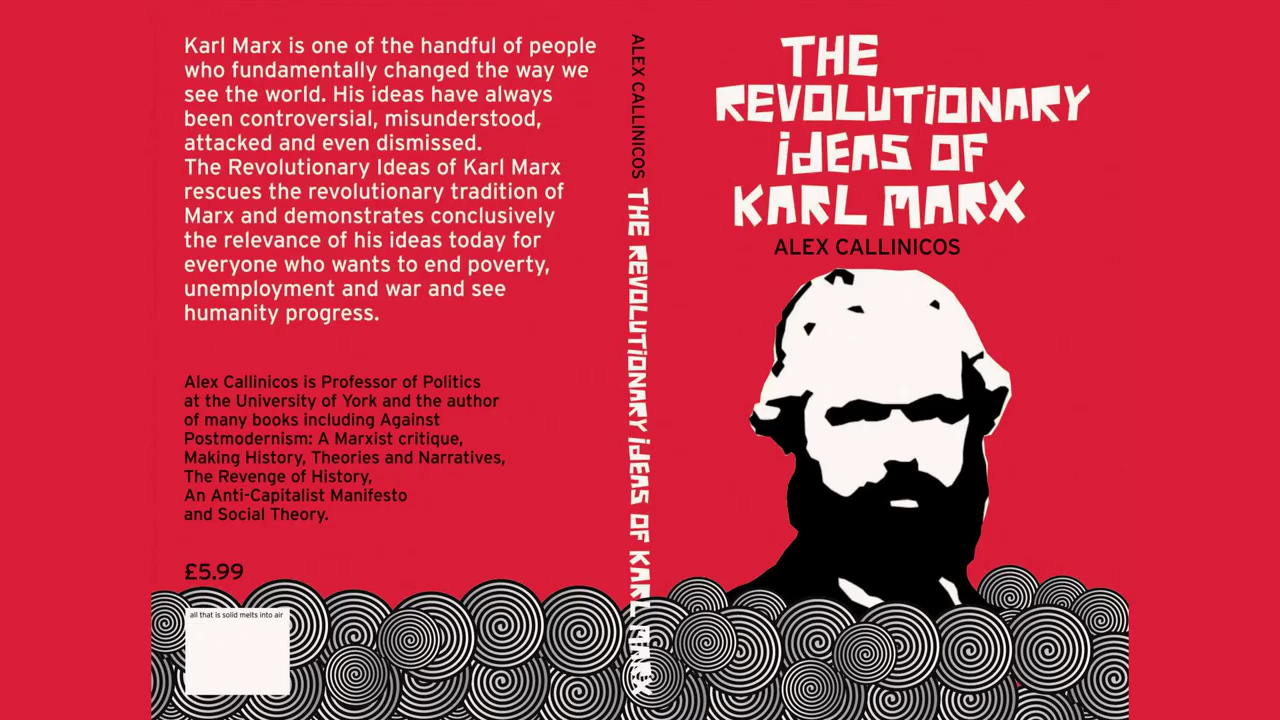 Karl Marx is one of the handful of people
who fundamentally changed the way we
see the world. His ideas have always
been controversial, misunderstood,
attacked and even dismissed.
The Revolutionary Ideas of Karl Marx
rescues the revolutionary tradition of
Marx and demonstrates conclusively
the relevance of his ideas today for
everyone who wants to end poverty,
unemployment and war and see
humanity progress.
Alex Callinicos is Professor of Politics
at the University of York and the author
of many books including Against
Postmodernism: A Marxist critique,
Making History, Theories and Narratives,
The Revenge of History,
An Anti-Capitalist Manifesto
and Social Theory.
£5.99
all that is solid melts into air
ALEX CALLINICOS THE REVOLUTiONARY iDEAS OF KARL MARX
THE
REVOLUTiONARY
iDEAS OF
KARL MARX
ALEX CALLINICOS